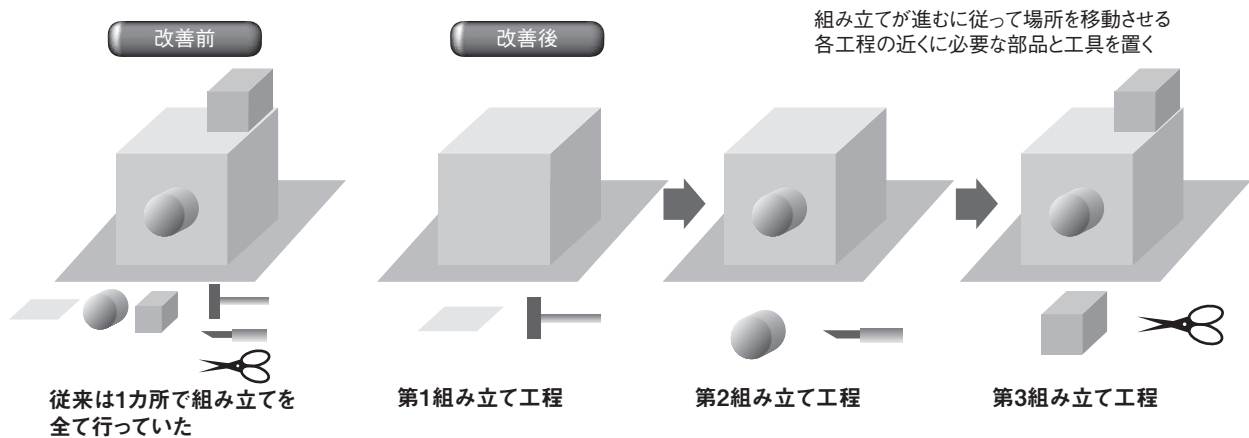 改善前
改善後
組み立てが進むに従って場所を移動させる
各工程の近くに必要な部品と工具を置く
従来は1カ所で組み立てを
全て行っていた
第1組み立て工程
第2組み立て工程
第3組み立て工程